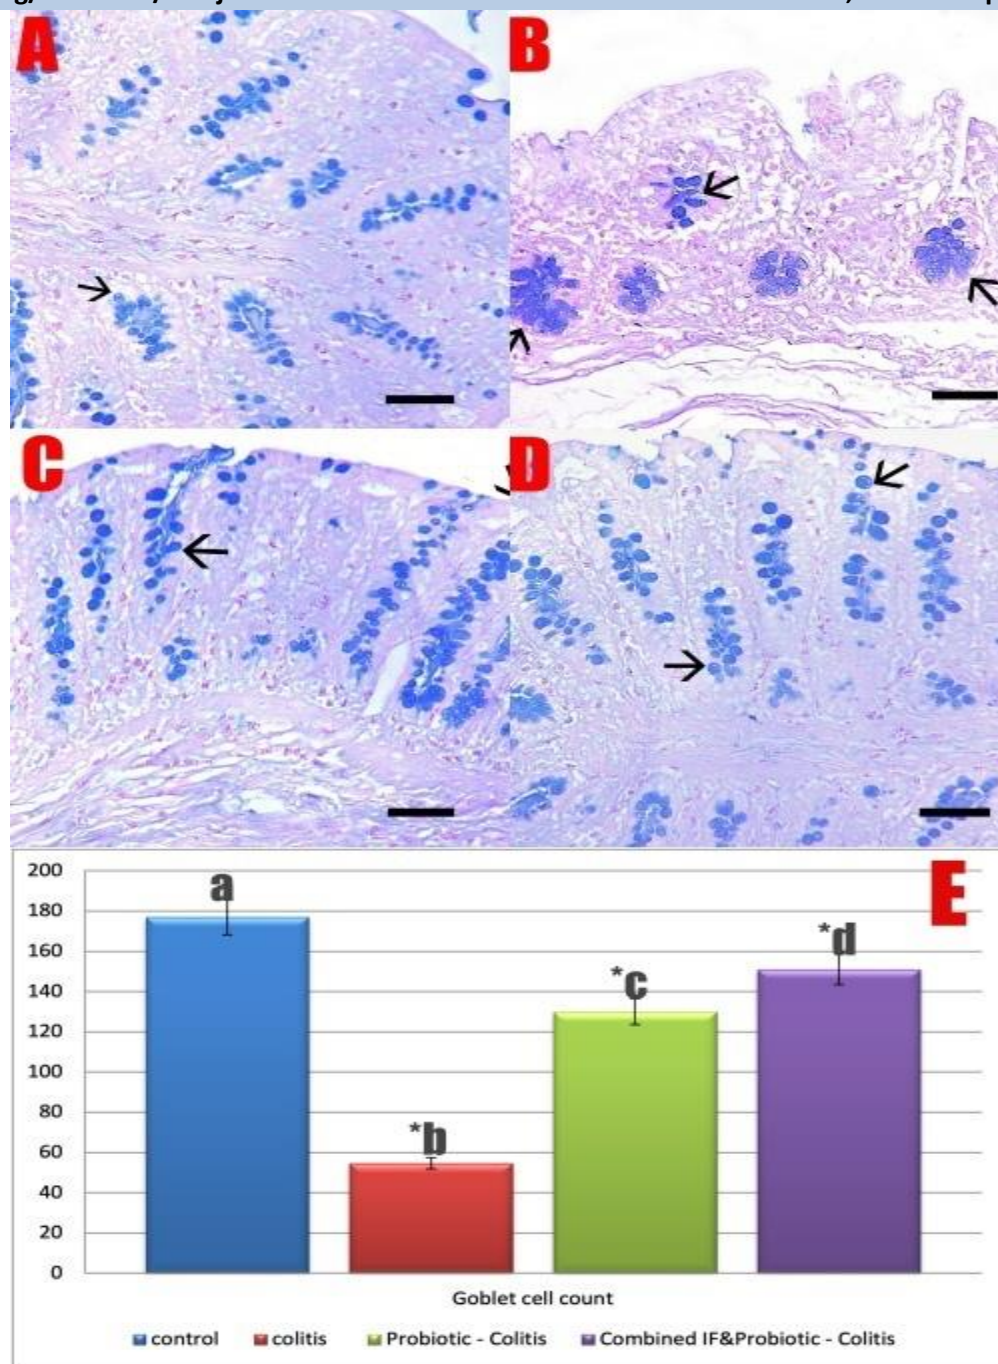 A
B
C
D
200
180
160
140
120
100
80
60
40
20
0
a
*b
*c
*d
E
Goblet cell count
control colitis Probiotic - Colitis Combined IF&Probiotic - Colitis